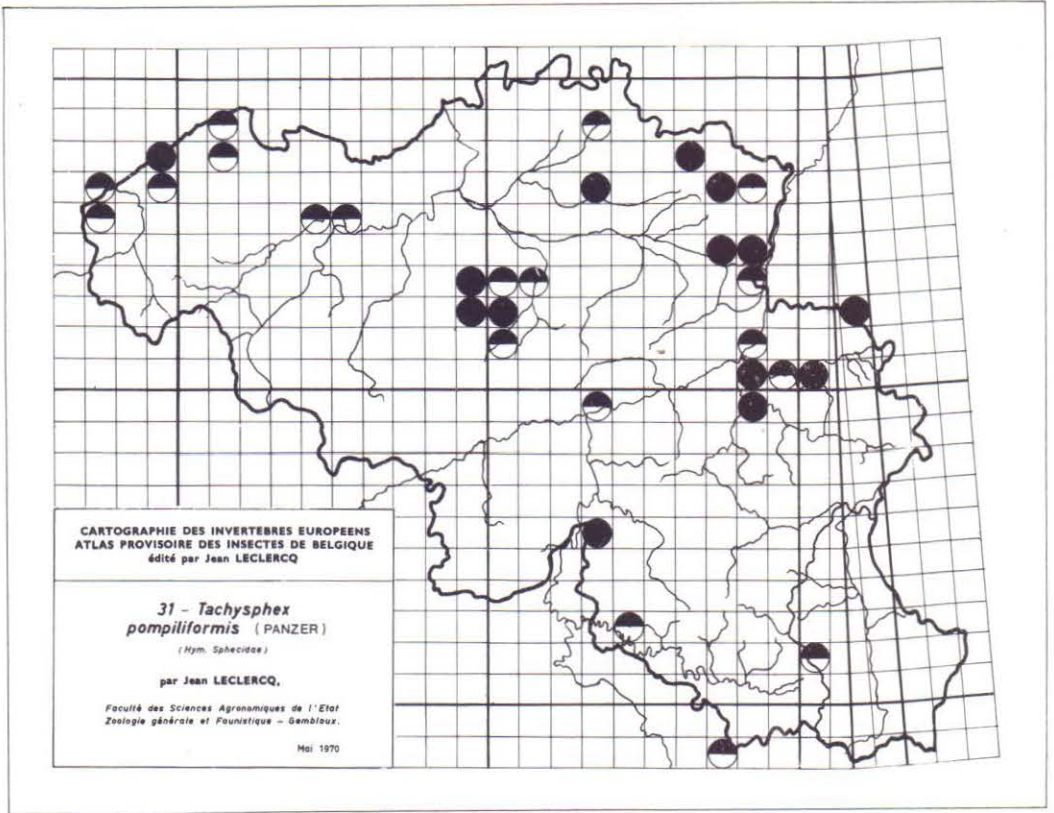 CARTOGRAPHIE DES INVERTEBRES EUROPEENS
ATLAS PROVISOIRE DES INSECTES DE BELGIQUE
édité par Jean LECLERCQ
31 - Tachysphex
pompiliformis (PANZER)
(Hym. Sphecidae)
par Jean LECLERCQ,
Faculté des Sciences Agronomiques de l'Etat
Zoologie générale et Faunistique - Gembloux.
Mai 1970